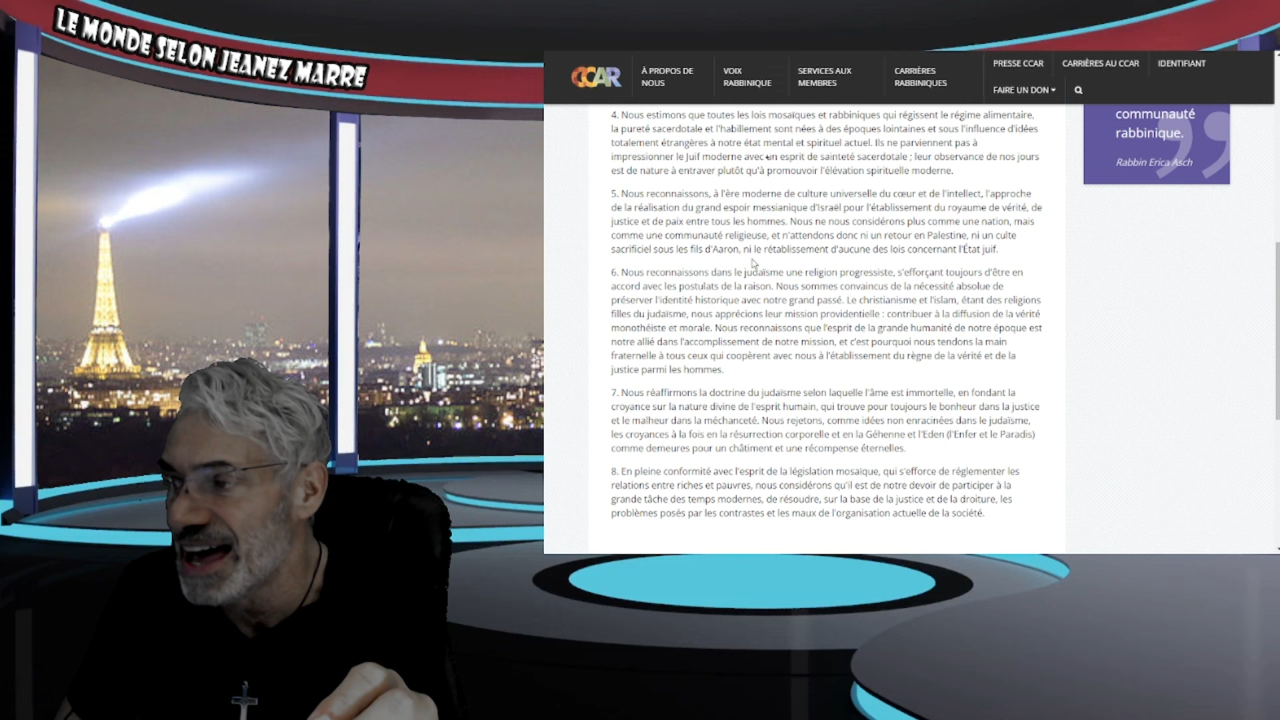 LE MONDE SELON JEANEZ MARRE
CCAR
À PROPOS DE
NOUS
VOIX
RABBINIQUE
SERVICES AUX
MEMBRES
CARRIÈRES
RABBINIQUES
PRESSE CCAR
CARRIÈRES AU CCAR
IDENTIFIANT
FAIRE UN DON
4. Nous estimons que toutes les lois mosaïques et rabbiniques qui régissent le régime alimentaire,
la pureté sacerdotale et l'habillement sont nées à des époques lointaines et sous l'influence d'idées
totalement étrangères à notre état mental et spirituel actuel. Ils ne parviennent pas à
impressionner le Juif moderne avec un esprit de sainteté sacerdotale ; leur observance de nos jours
est de nature à entraver plutôt qu'à promouvoir l'élévation spirituelle moderne.
5. Nous reconnaissons, à l'ère moderne de culture universelle du cœur et de l'intellect, l'approche
de la réalisation du grand espoir messianique d'Israël pour l'établissement du royaume de vérité, de
justice et de paix entre tous les hommes. Nous ne nous considérons plus comme une nation, mais
comme une communauté religieuse, et n'attendons donc ni un retour en Palestine, ni un culte
sacrificiel sous les fils d'Aaron, ni le rétablissement d'aucune des lois concernant l'État juif.
6. Nous reconnaissons dans le judaïsme une religion progressiste, s'efforçant toujours d'être en
accord avec les postulats de la raison. Nous sommes convaincus de la nécessité absolue de
préserver l'identité historique avec notre grand passé. Le christianisme et l'islam, étant des religions
filles du judaïsme, nous apprécions leur mission providentielle : contribuer à la diffusion de la vérité
monothéiste et morale. Nous reconnaissons que l'esprit de la grande humanité de notre époque est
notre allié dans l'accomplissement de notre mission, et c'est pourquoi nous tendons la main
fraternelle à tous ceux qui coopèrent avec nous à l'établissement du règne de la vérité et de la
justice parmi les hommes.
7. Nous réaffirmons la doctrine du judaïsme selon laquelle l'âme est immortelle, en fondant la
croyance sur la nature divine de l'esprit humain, qui trouve pour toujours le bonheur dans la justice
et le malheur dans la méchanceté. Nous rejetons, comme idées non enracinées dans le judaïsme,
les croyances à la fois en la résurrection corporelle et en la Géhenne et l'Eden (l'Enfer et le Paradis)
comme demeures pour un châtiment et une récompense éternelles.
8. En pleine conformité avec l'esprit de la législation mosaïque, qui s'efforce de réglementer les
relations entre riches et pauvres, nous considérons qu'il est de notre devoir de participer à la
grande tâche des temps modernes, de résoudre, sur la base de la justice et de la droiture, les
problèmes posés par les contrastes et les maux de l'organisation actuelle de la société.
communauté
rabbinique.
Rabbin Erica Asch